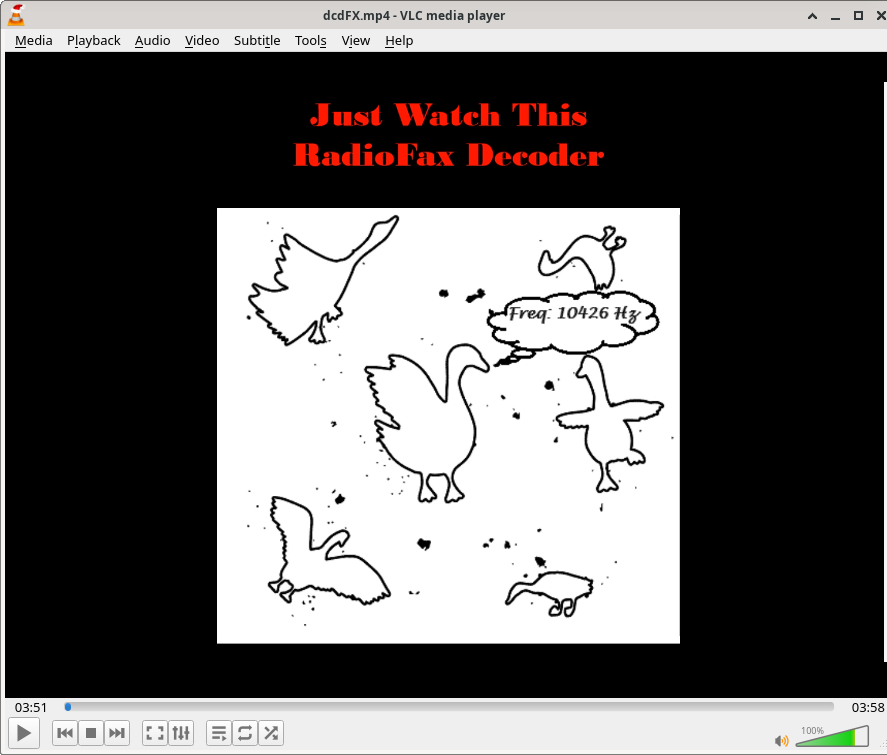 dcdFX.mp4 - VLC media player
Media Playback Audio Video Subtitle Tools View Help
Just Watch This
RadioFax Decoder
Freq: 10426 Hz
03:51 03:58
100%